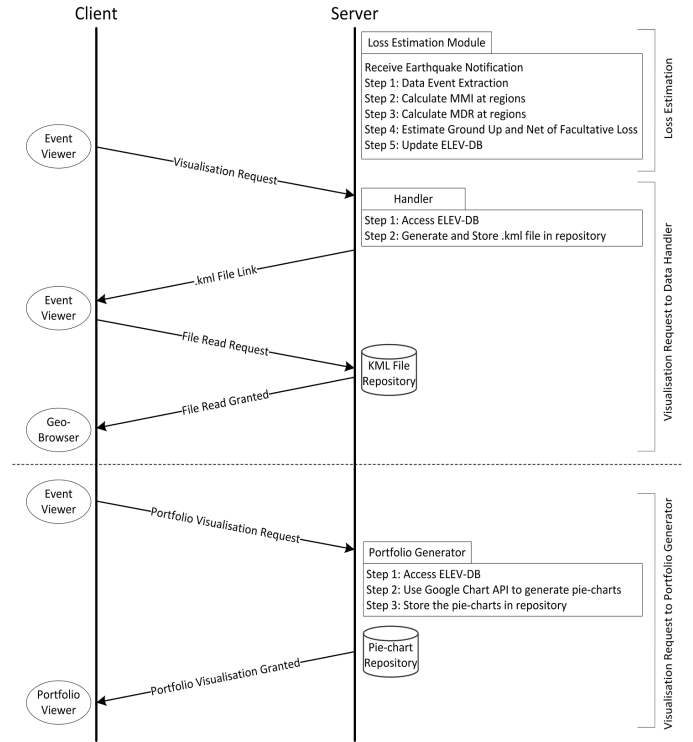 Client
Server
Loss Estimation Module
Receive Earthquake Notification
Step 1: Data Event Extraction
Step 2: Calculate MMI at regions
Step 3: Calculate MDR at regions
Step 4: Estimate Ground Up and Net of Facultative Loss
Step 5: Update ELEV-DB
Loss Estimation
Event
Viewer
Visualisation Request
Handler
Step 1: Access ELEV-DB
Step 2: Generate and Store .kml file in repository
.kml File Link
Event
Viewer
File Read Request
KML File
Repository
File Read Granted
Geo-
Browser
Visualisation Request to Data Handler
Event
Viewer
Portfolio Visualisation Request
Portfolio Generator
Step 1: Access ELEV-DB
Step 2: Use Google Chart API to generate pie-charts
Step 3: Store the pie-charts in repository
Pie-chart
Repository
Portfolio Visualisation Granted
Portfolio
Viewer
Visualisation Request to Portfolio Generator